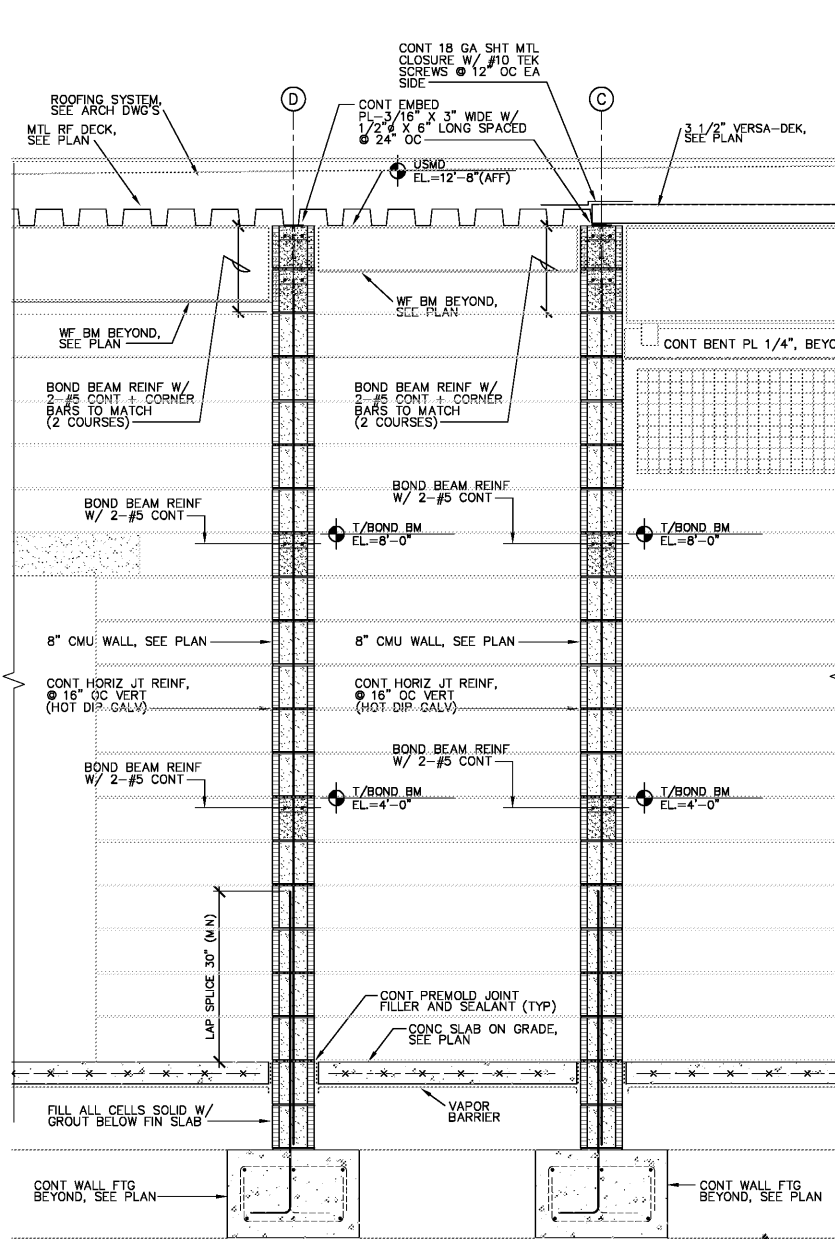 CONT 18 GA SHT MTL
CLOSURE W/ #10 TEK
SCREWS @ 12" OC EA
SIDE
D
C
ROOFING SYSTEM,
SEE ARCH DWG'S
MTL RF DECK,
SEE PLAN
CONT EMBED
PL-3/16" X 3" WIDE W/
1/2"ø X 6" LONG SPACED
@ 24" OC
3 1/2" VERSA-DEK,
SEE PLAN
USMD
EL.=12'-8"(AFF)
WF BM BEYOND,
SEE PLAN
WF BM BEYOND,
SEE PLAN
CONT BENT PL 1/4", BEYO
BOND BEAM REINF W/
2-#5 CONT + CORNER
BARS TO MATCH
(2 COURSES)
BOND BEAM REINF W/
2-#5 CONT + CORNER
BARS TO MATCH
(2 COURSES)
BOND BEAM REINF
W/ 2-#5 CONT
BOND BEAM REINF
W/ 2-#5 CONT
T/BOND BM
EL.=8'-0"
T/BOND BM
EL.=8'-0"
8" CMU WALL, SEE PLAN
8" CMU WALL, SEE PLAN
CONT HORIZ JT REINF,
@ 16" OC VERT
(HOT DIP GALV)
CONT HORIZ JT REINF,
@ 16" OC VERT
(HOT DIP GALV)
BOND BEAM REINF
W/ 2-#5 CONT
BOND BEAM REINF
W/ 2-#5 CONT
T/BOND BM
EL.=4'-0"
T/BOND BM
EL.=4'-0"
LAP SPLICE 30" (MIN)
CONT PREMOLD JOINT
FILLER AND SEALANT (TYP)
CONC SLAB ON GRADE,
SEE PLAN
FILL ALL CELLS SOLID W/
GROUT BELOW FIN SLAB
VAPOR
BARRIER
CONT WALL FTG
BEYOND, SEE PLAN
CONT WALL FTG
BEYOND, SEE PLAN